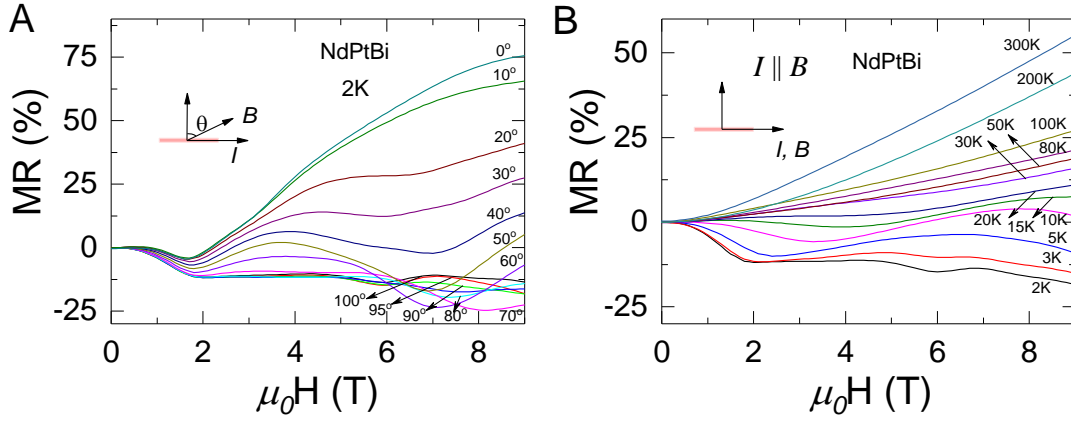 A
NdPtBi
2K
θ
B
I
0°
10°
20°
30°
40°
50°
60°
70°
100°
95°
90°
80°
MR (%)
75
50
25
0
-25
0 2 4 6 8
μ₀H (T)
B
I || B
NdPtBi
I, B
300K
200K
100K
50K
80K
30K
20K
15K
10K
5K
3K
2K
MR (%)
50
25
0
-25
0 2 4 6 8
μ₀H (T)